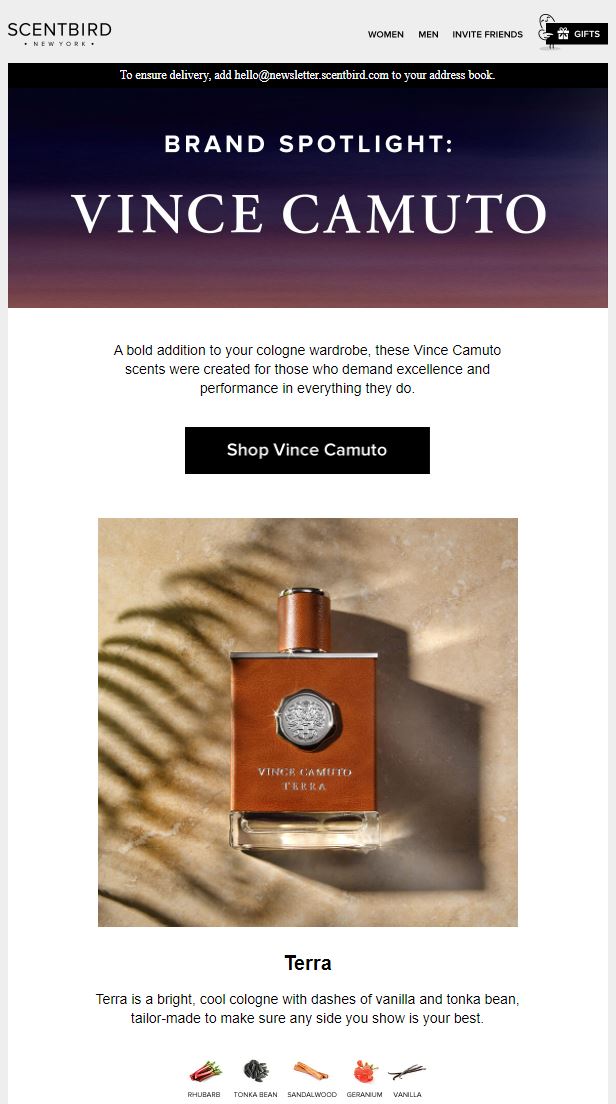 SCENTBIRD
• NEW YORK •
WOMEN MEN INVITE FRIENDS GIFTS
To ensure delivery, add hello@newsletter.scentbird.com to your address book.
BRAND SPOTLIGHT:
VINCE CAMUTO
A bold addition to your cologne wardrobe, these Vince Camuto
scents were created for those who demand excellence and
performance in everything they do.
Shop Vince Camuto
VINCE CAMUTO
TERRA
Terra
Terra is a bright, cool cologne with dashes of vanilla and tonka bean,
tailor-made to make sure any side you show is your best.
RHUBARB TONKA BEAN SANDALWOOD GERANIUM VANILLA